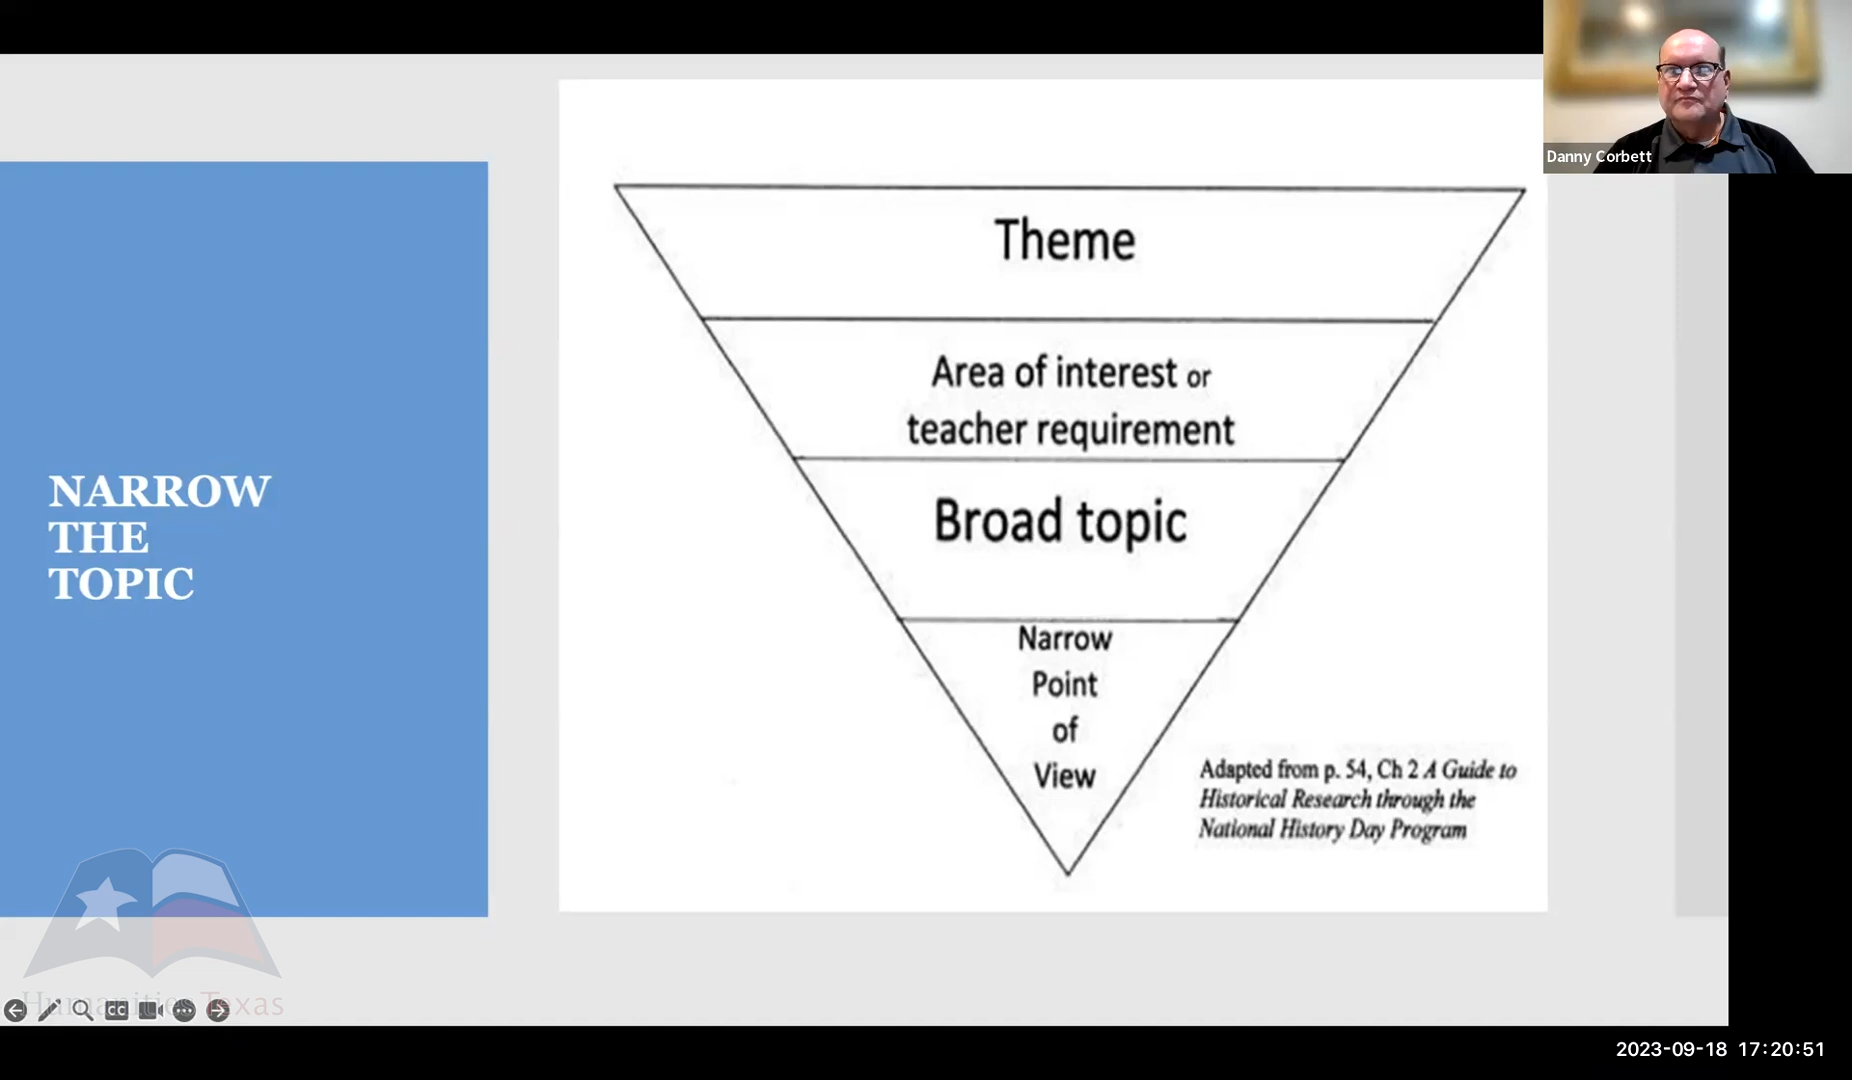 Danny Corbett
NARROW
THE
TOPIC
Theme
Area of interest or
teacher requirement
Broad topic
Narrow
Point
of
View
Adapted from p. 54, Ch 2 A Guide to
Historical Research through the
National History Day Program
Humanities Texas
CC
2023-09-18 17:20:51